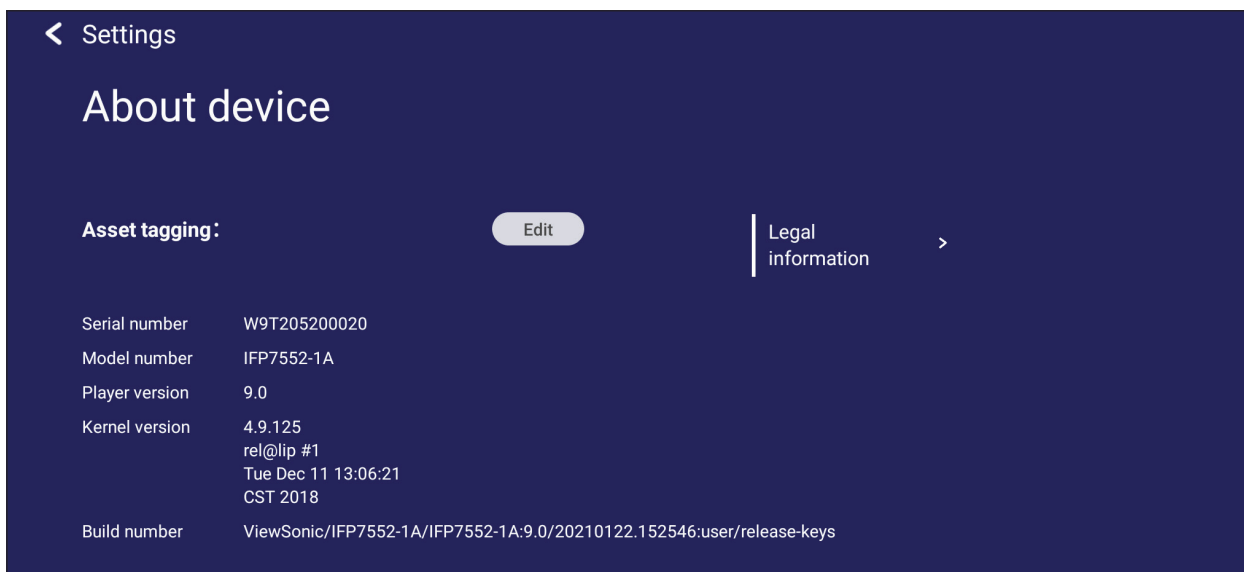 Settings
About device
Asset tagging:
Edit
Legal
information
Serial number W9T205200020
Model number IFP7552-1A
Player version 9.0
Kernel version 4.9.125
rel@lip #1
Tue Dec 11 13:06:21
CST 2018
Build number ViewSonic/IFP7552-1A/IFP7552-1A:9.0/20210122.152546:user/release-keys